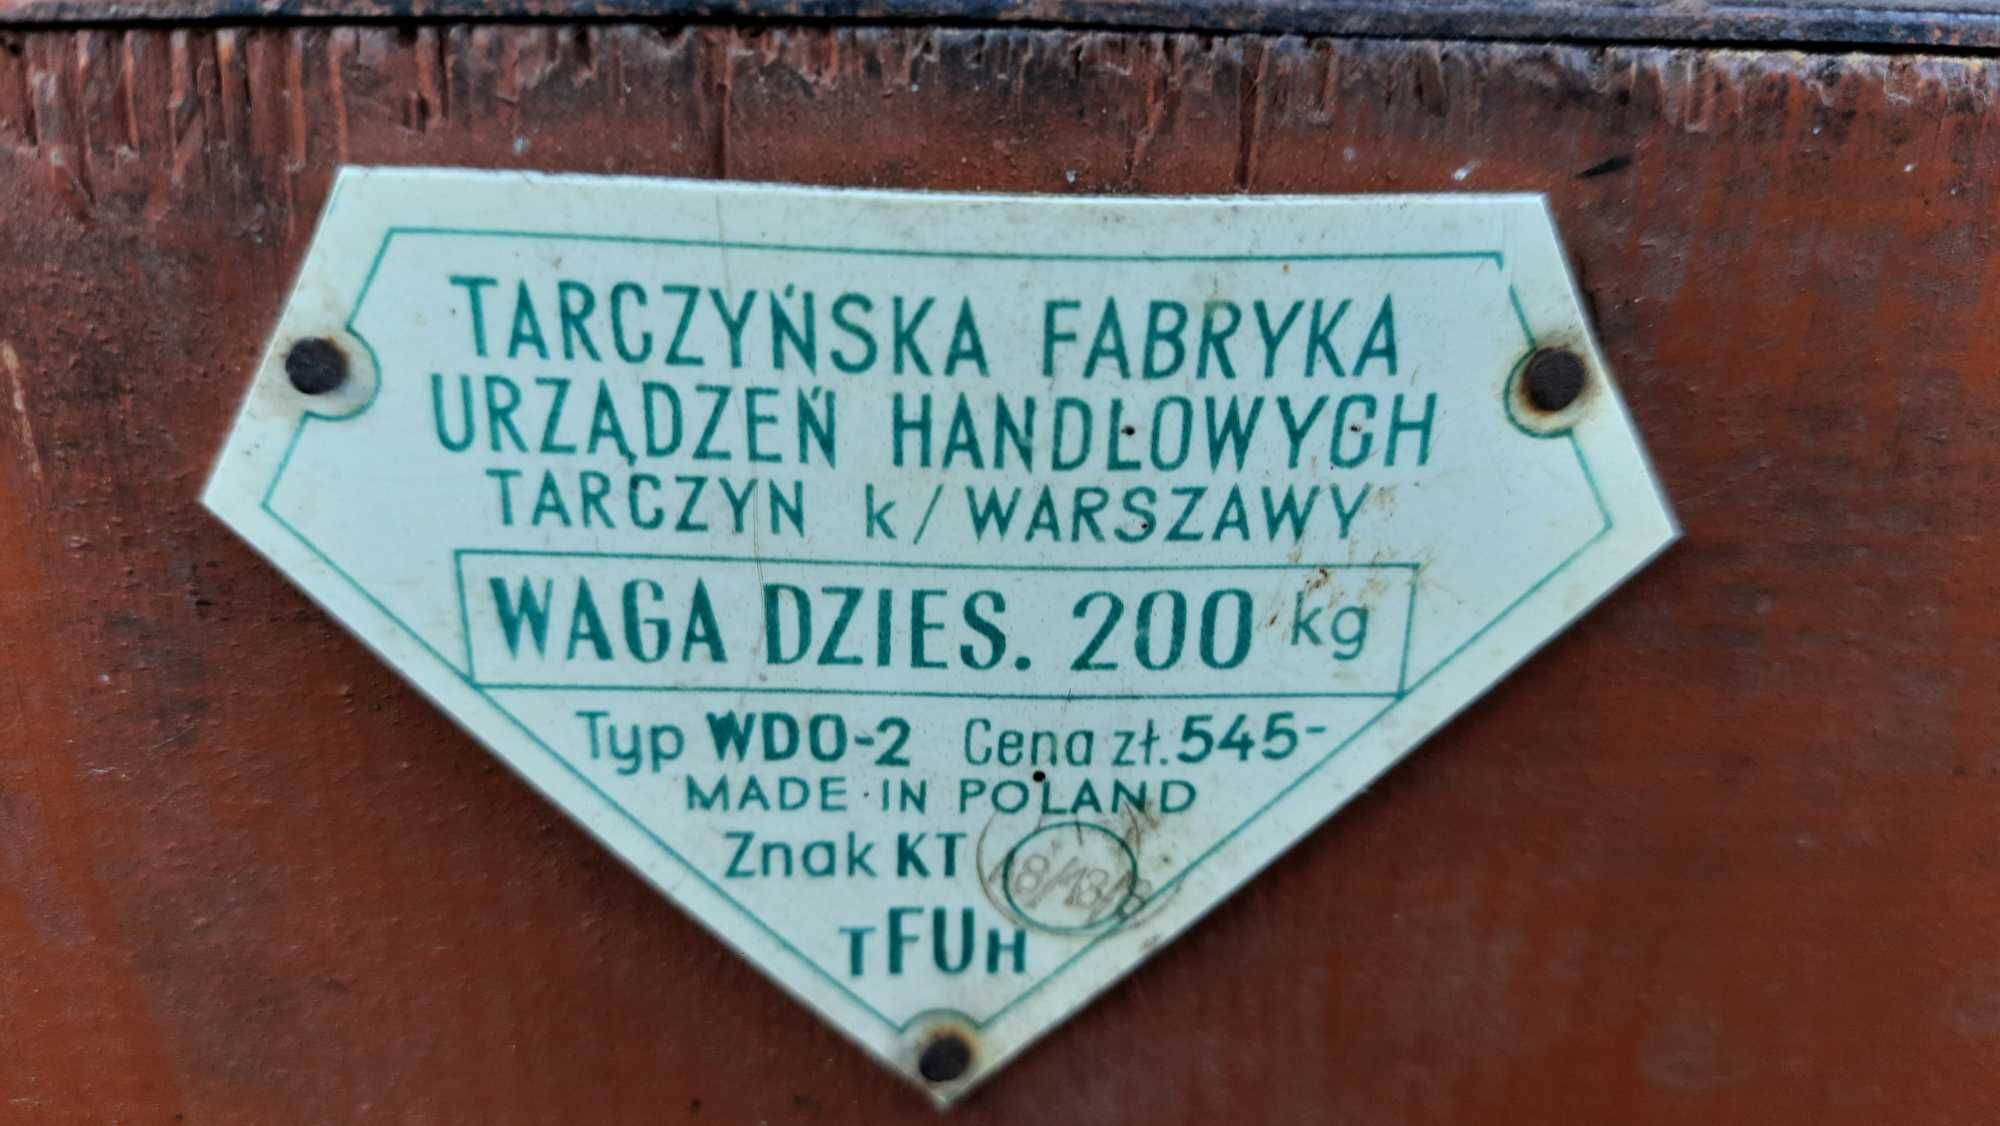 TARCZYŃSKA FABRYKA
URZĄDZEŃ HANDLOWYCH
TARCZYN k/WARSZAWY
WAGA DZIES. 200 kg
Typ WDO-2 Cena zł. 545-
MADE IN POLAND
Znak KT
TFUH